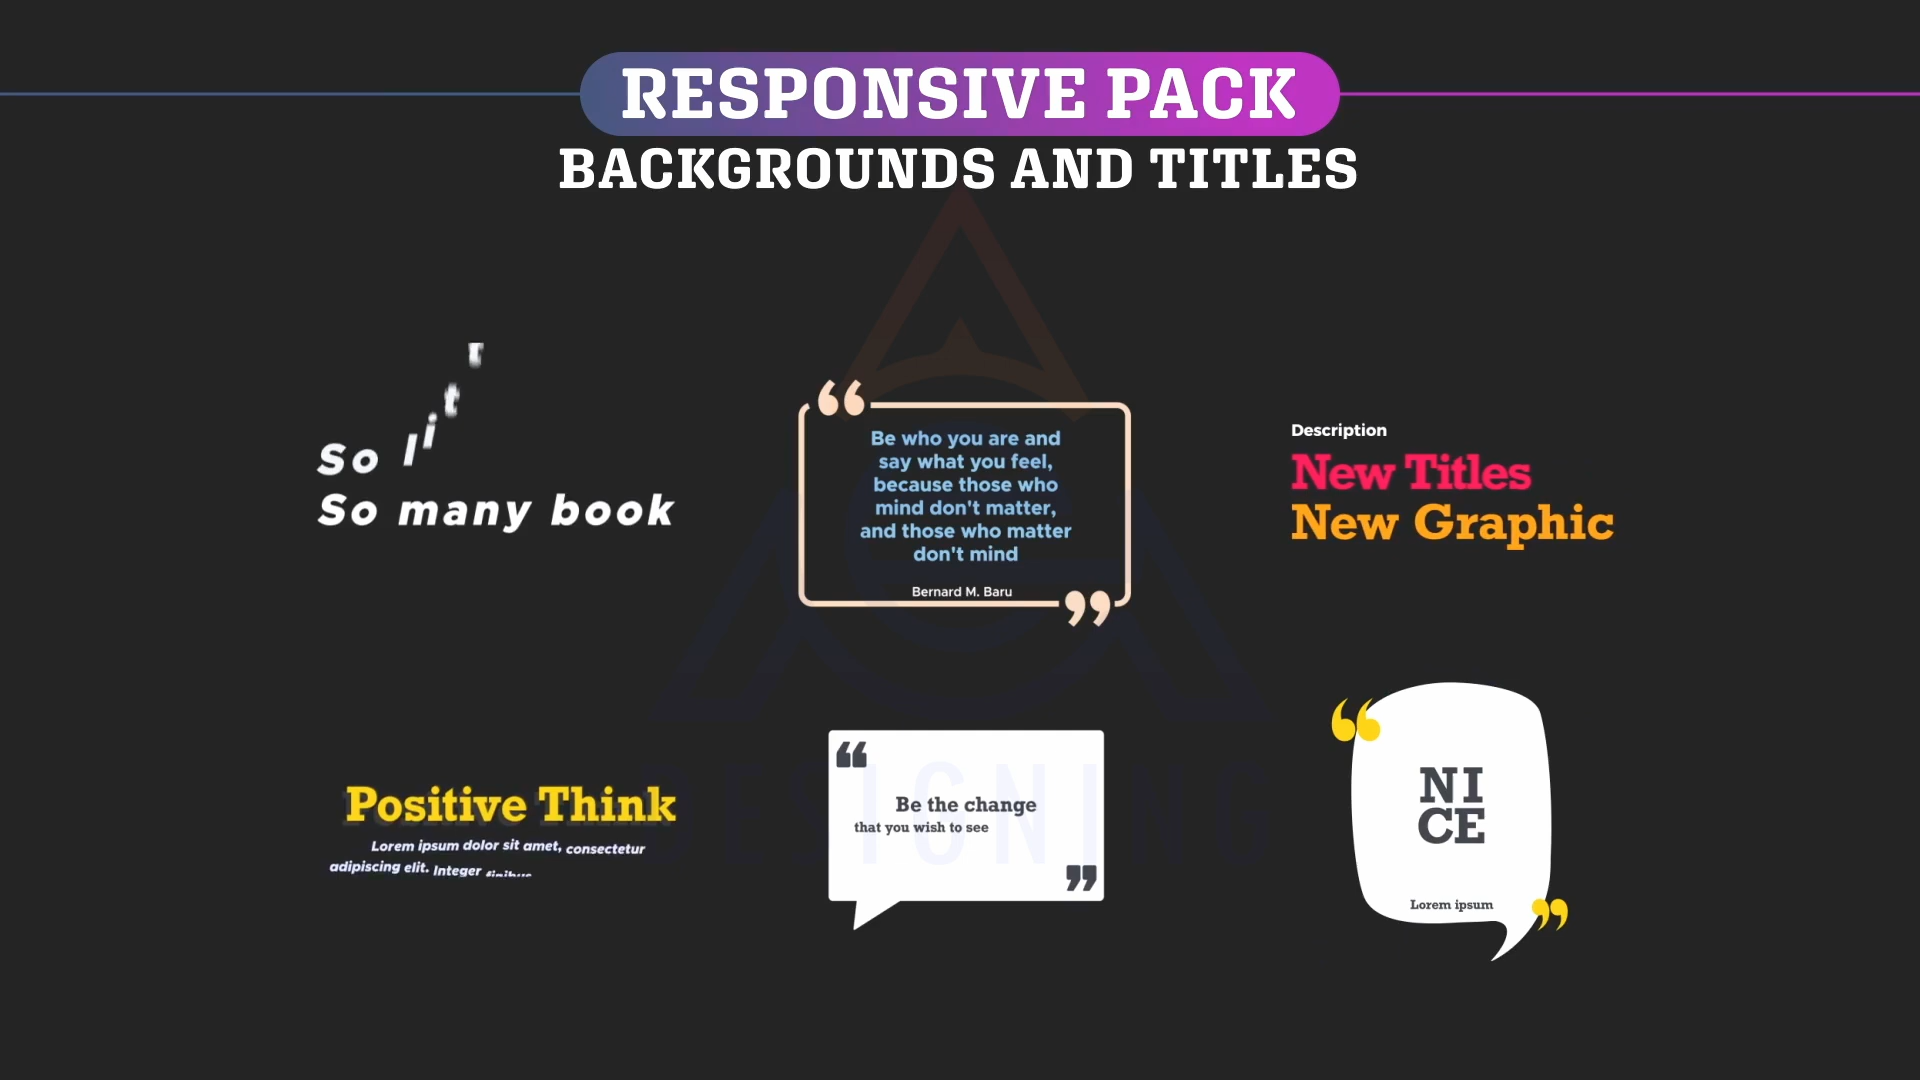 RESPONSIVE PACK
BACKGROUNDS AND TITLES
So lit
So many book
“
Be who you are and
say what you feel,
because those who
mind don't matter,
and those who matter
don't mind
Bernard M. Baru
”
Description
New Titles
New Graphic
Positive Think
Lorem ipsum dolor sit amet, consectetur
adipiscing elit. Integer finibus
“
Be the change
that you wish to see
”
“
NI
CE
Lorem ipsum
”
DESIGNING